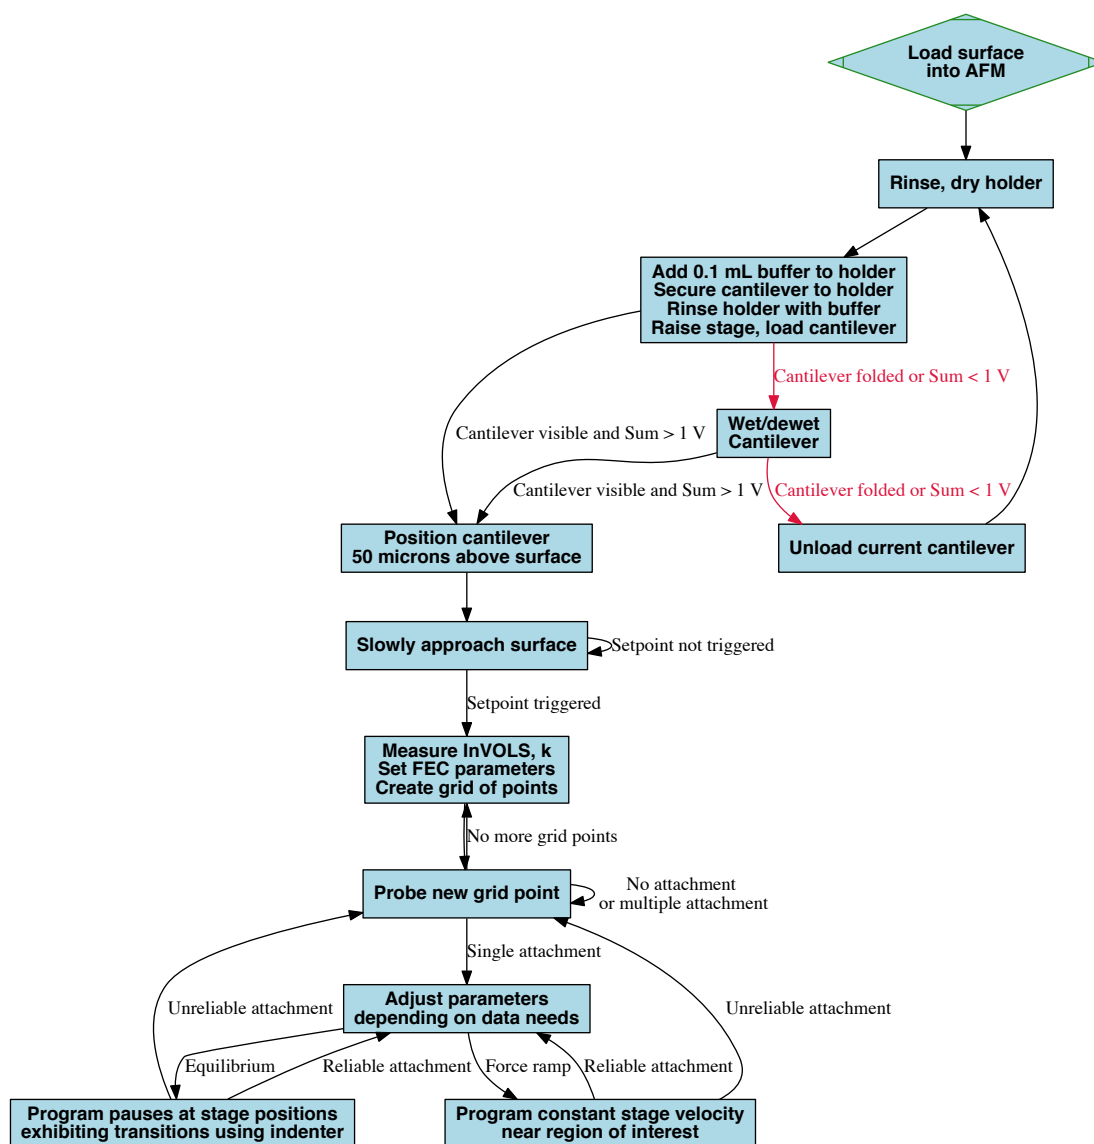 Load surface
into AFM
Rinse, dry holder
Add 0.1 mL buffer to holder
Secure cantilever to holder
Rinse holder with buffer
Raise stage, load cantilever
Cantilever folded or Sum < 1 V
Wet/dewet
Cantilever
Cantilever visible and Sum > 1 V
Cantilever visible and Sum > 1 V
Cantilever folded or Sum < 1 V
Position cantilever
50 microns above surface
Unload current cantilever
Slowly approach surface
Setpoint not triggered
Setpoint triggered
Measure InVOLS, k
Set FEC parameters
Create grid of points
No more grid points
Probe new grid point
No attachment
or multiple attachment
Single attachment
Unreliable attachment
Adjust parameters
depending on data needs
Unreliable attachment
Equilibrium
Reliable attachment
Force ramp
Reliable attachment
Program pauses at stage positions
exhibiting transitions using indenter
Program constant stage velocity
near region of interest